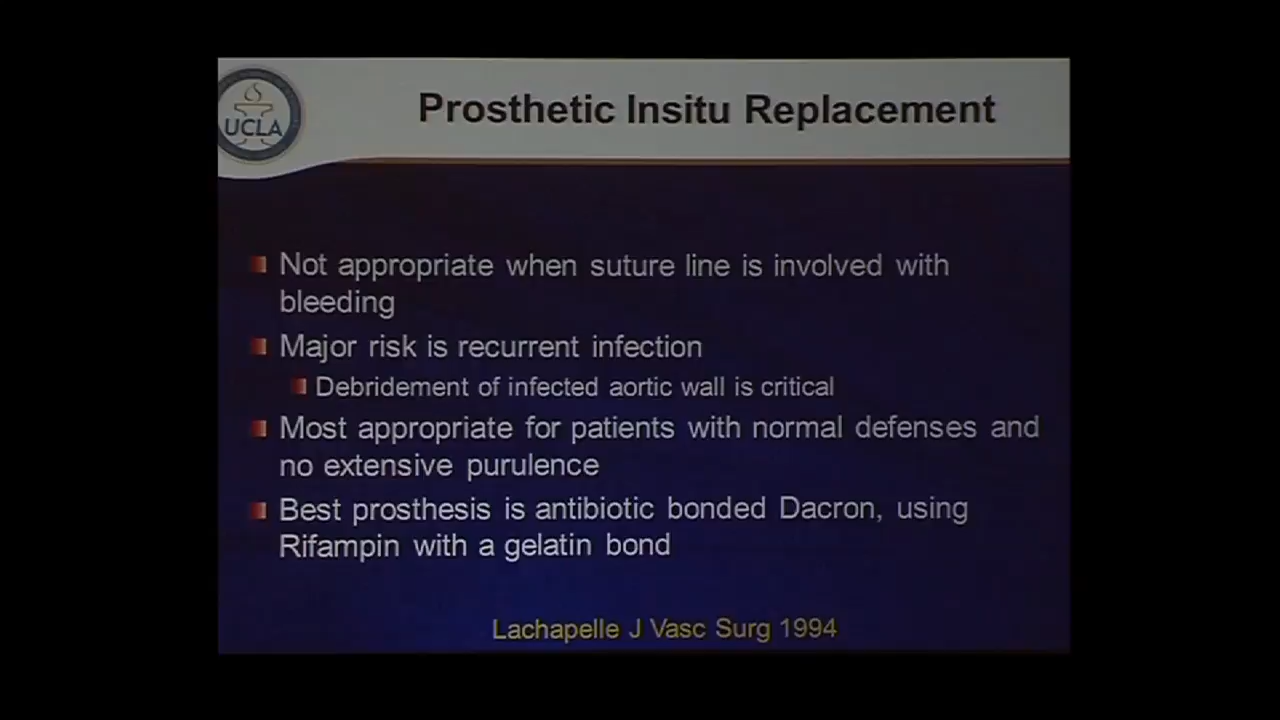 UCLA
Prosthetic Insitu Replacement
Not appropriate when suture line is involved with
bleeding
Major risk is recurrent infection
Debridement of infected aortic wall is critical
Most appropriate for patients with normal defenses and
no extensive purulence
Best prosthesis is antibiotic bonded Dacron, using
Rifampin with a gelatin bond
Lachapelle J Vasc Surg 1994